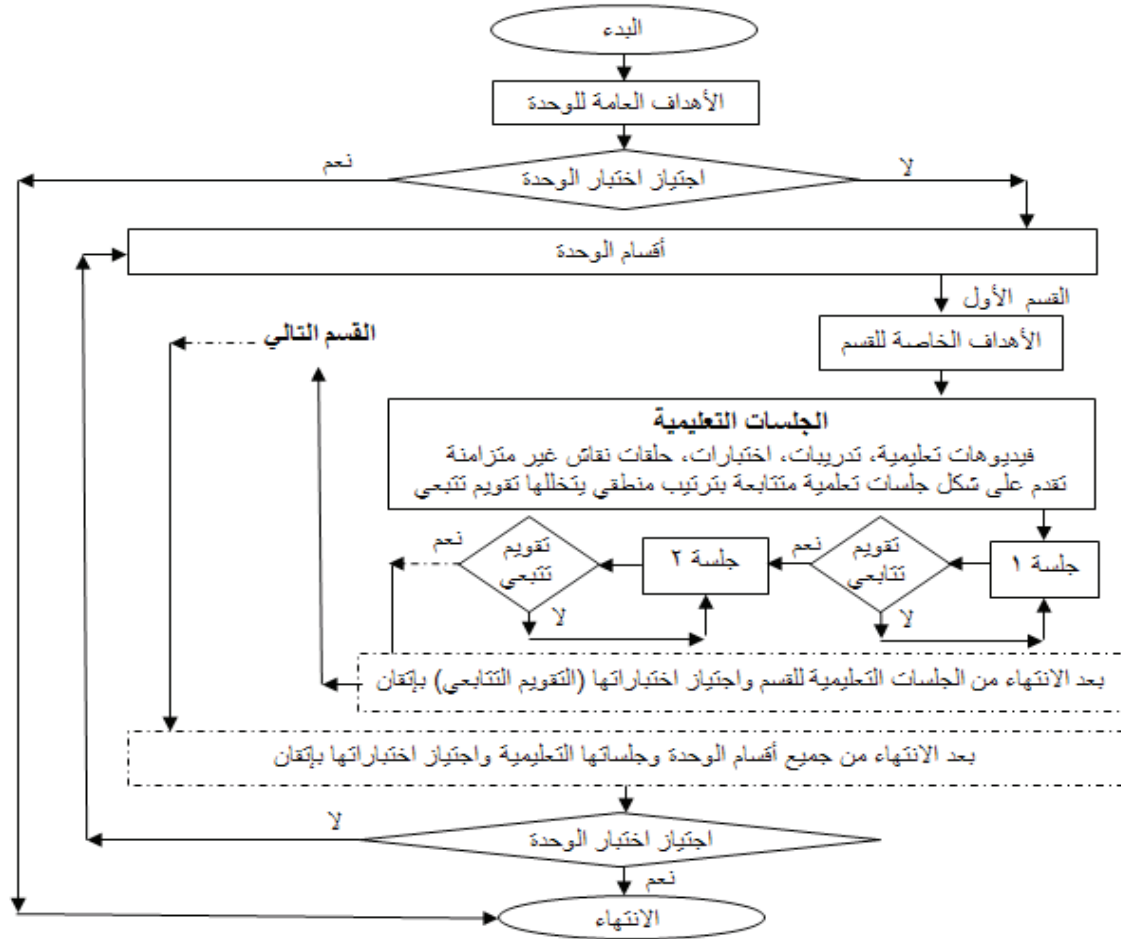 البدء
الأهداف العامة للوحدة
اجتياز اختبار الوحدة
لا
نعم
أقسام الوحدة
القسم الأول
الأهداف الخاصة للقسم
القسم التالي
الجلسات التعليمية
فيديوهات تعليمية، تدريبات، اختبارات، حلقات نقاش غير متزامنة
تقدم على شكل جلسات تعلمية متتابعة بترتيب منطقي يتخللها تقويم تتبعي
جلسة ١
تقويم
تتابعي
نعم
لا
جلسة ٢
تقويم
تتبعي
نعم
لا
بعد الانتهاء من الجلسات التعليمية للقسم واجتياز اختباراتها (التقويم التتابعي) بإتقان
بعد الانتهاء من جميع أقسام الوحدة وجلساتها التعليمية واجتياز اختباراتها بإتقان
اجتياز اختبار الوحدة
لا
نعم
الانتهاء